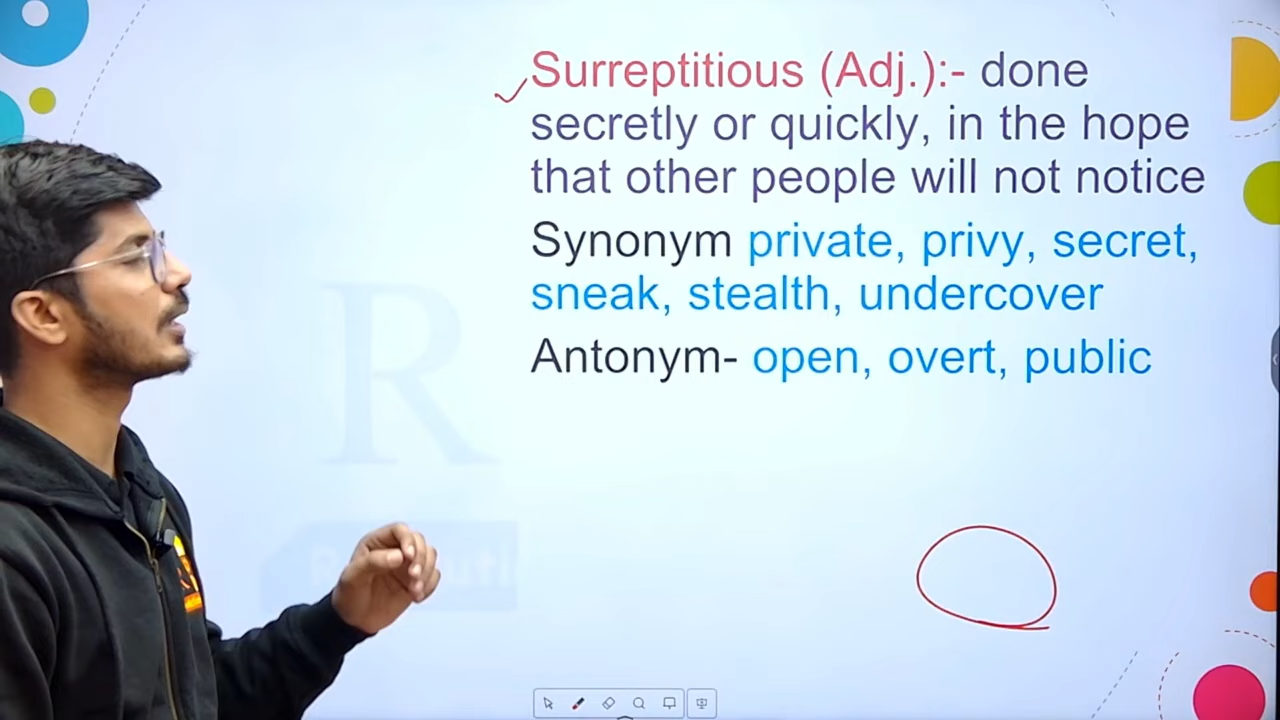 Surreptitious (Adj.):- done
secretly or quickly, in the hope
that other people will not notice
Synonym private, privy, secret,
sneak, stealth, undercover
Antonym- open, overt, public
R